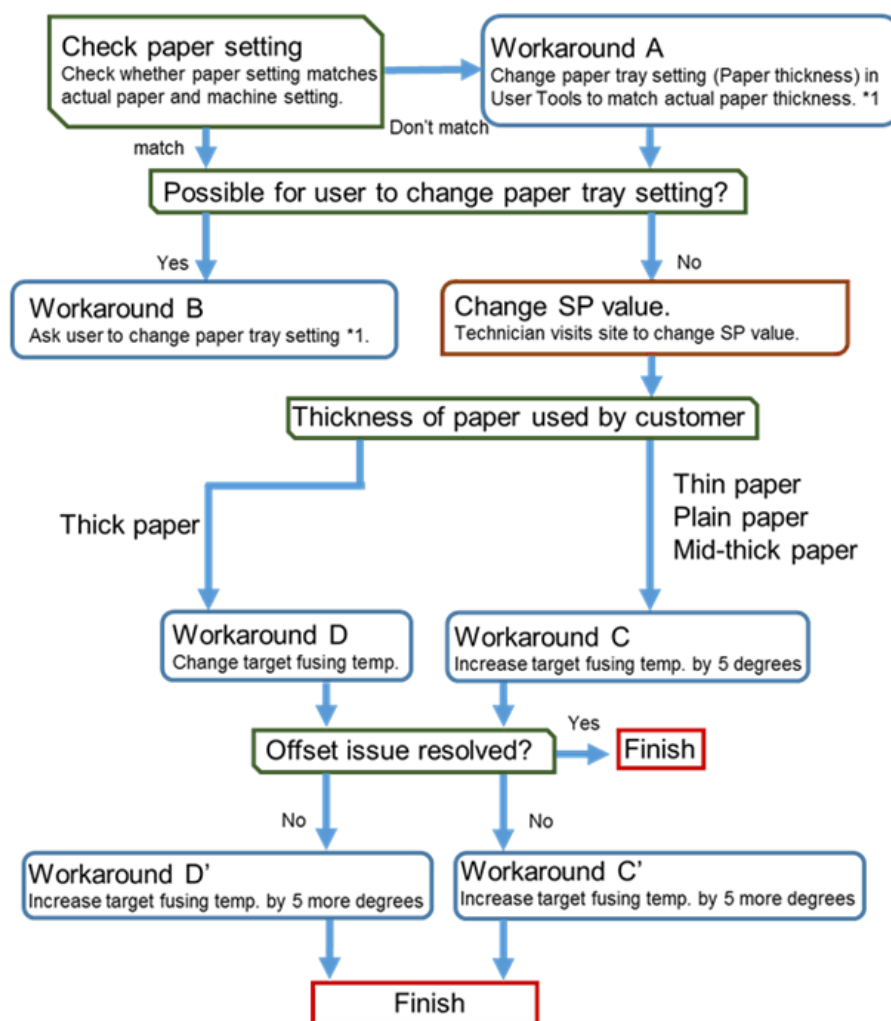 Check paper setting
Check whether paper setting matches
actual paper and machine setting.
Workaround A
Change paper tray setting (Paper thickness) in
User Tools to match actual paper thickness. *1
Don't match
match
Possible for user to change paper tray setting?
Yes
No
Workaround B
Ask user to change paper tray setting *1.
Change SP value.
Technician visits site to change SP value.
Thickness of paper used by customer
Thick paper
Thin paper
Plain paper
Mid-thick paper
Workaround D
Change target fusing temp.
Workaround C
Increase target fusing temp. by 5 degrees
Offset issue resolved?
Yes
Finish
No
No
Workaround D’
Increase target fusing temp. by 5 more degrees
Workaround C’
Increase target fusing temp. by 5 more degrees
Finish